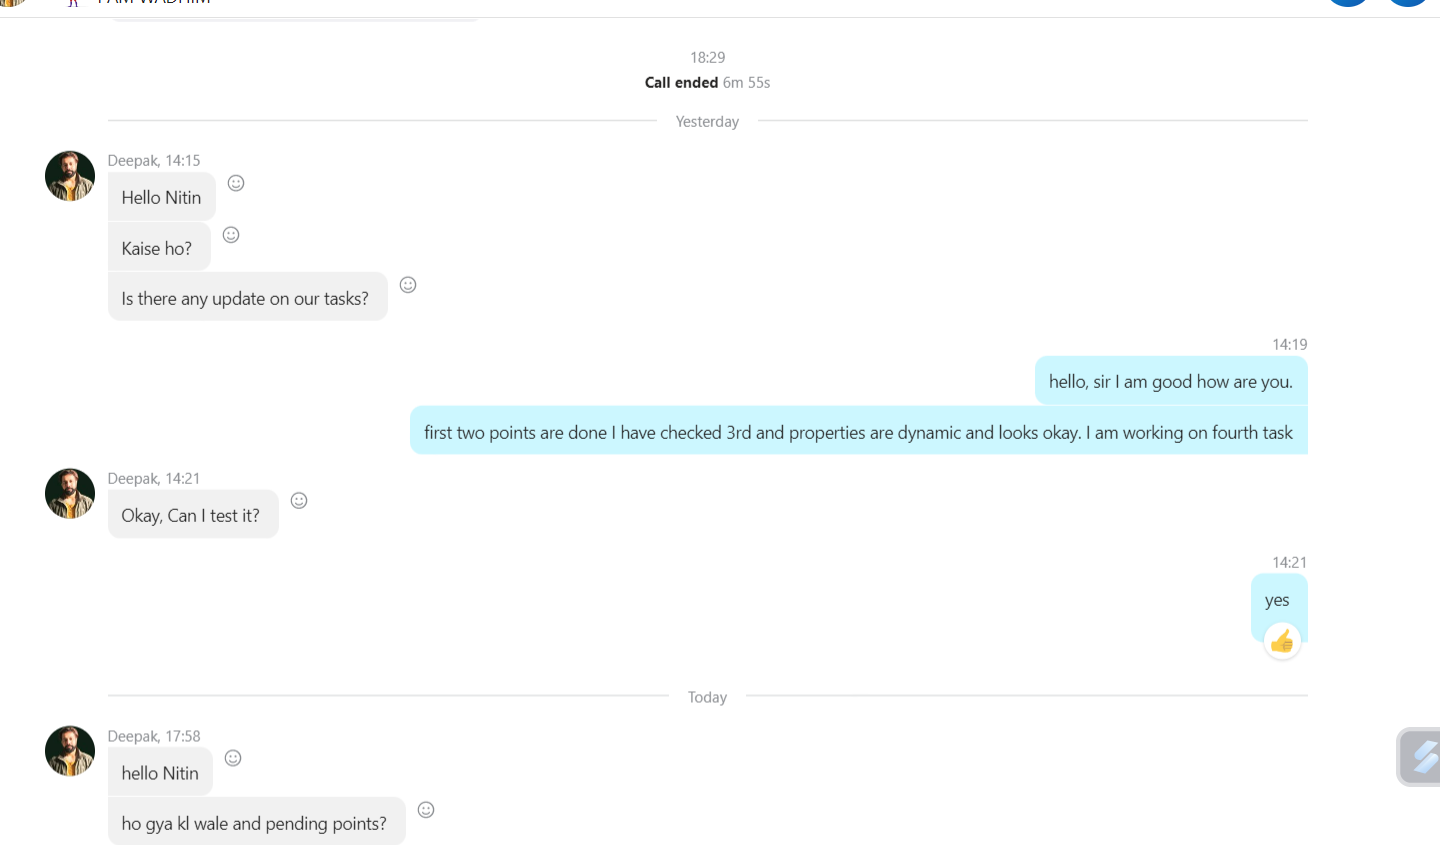 18:29
Call ended 6m 55s
Yesterday
Deepak, 14:15
Hello Nitin
Kaise ho?
Is there any update on our tasks?
14:19
hello, sir I am good how are you.
first two points are done I have checked 3rd and properties are dynamic and looks okay. I am working on fourth task
Deepak, 14:21
Okay, Can I test it?
14:21
yes
Today
Deepak, 17:58
hello Nitin
ho gya kl wale and pending points?